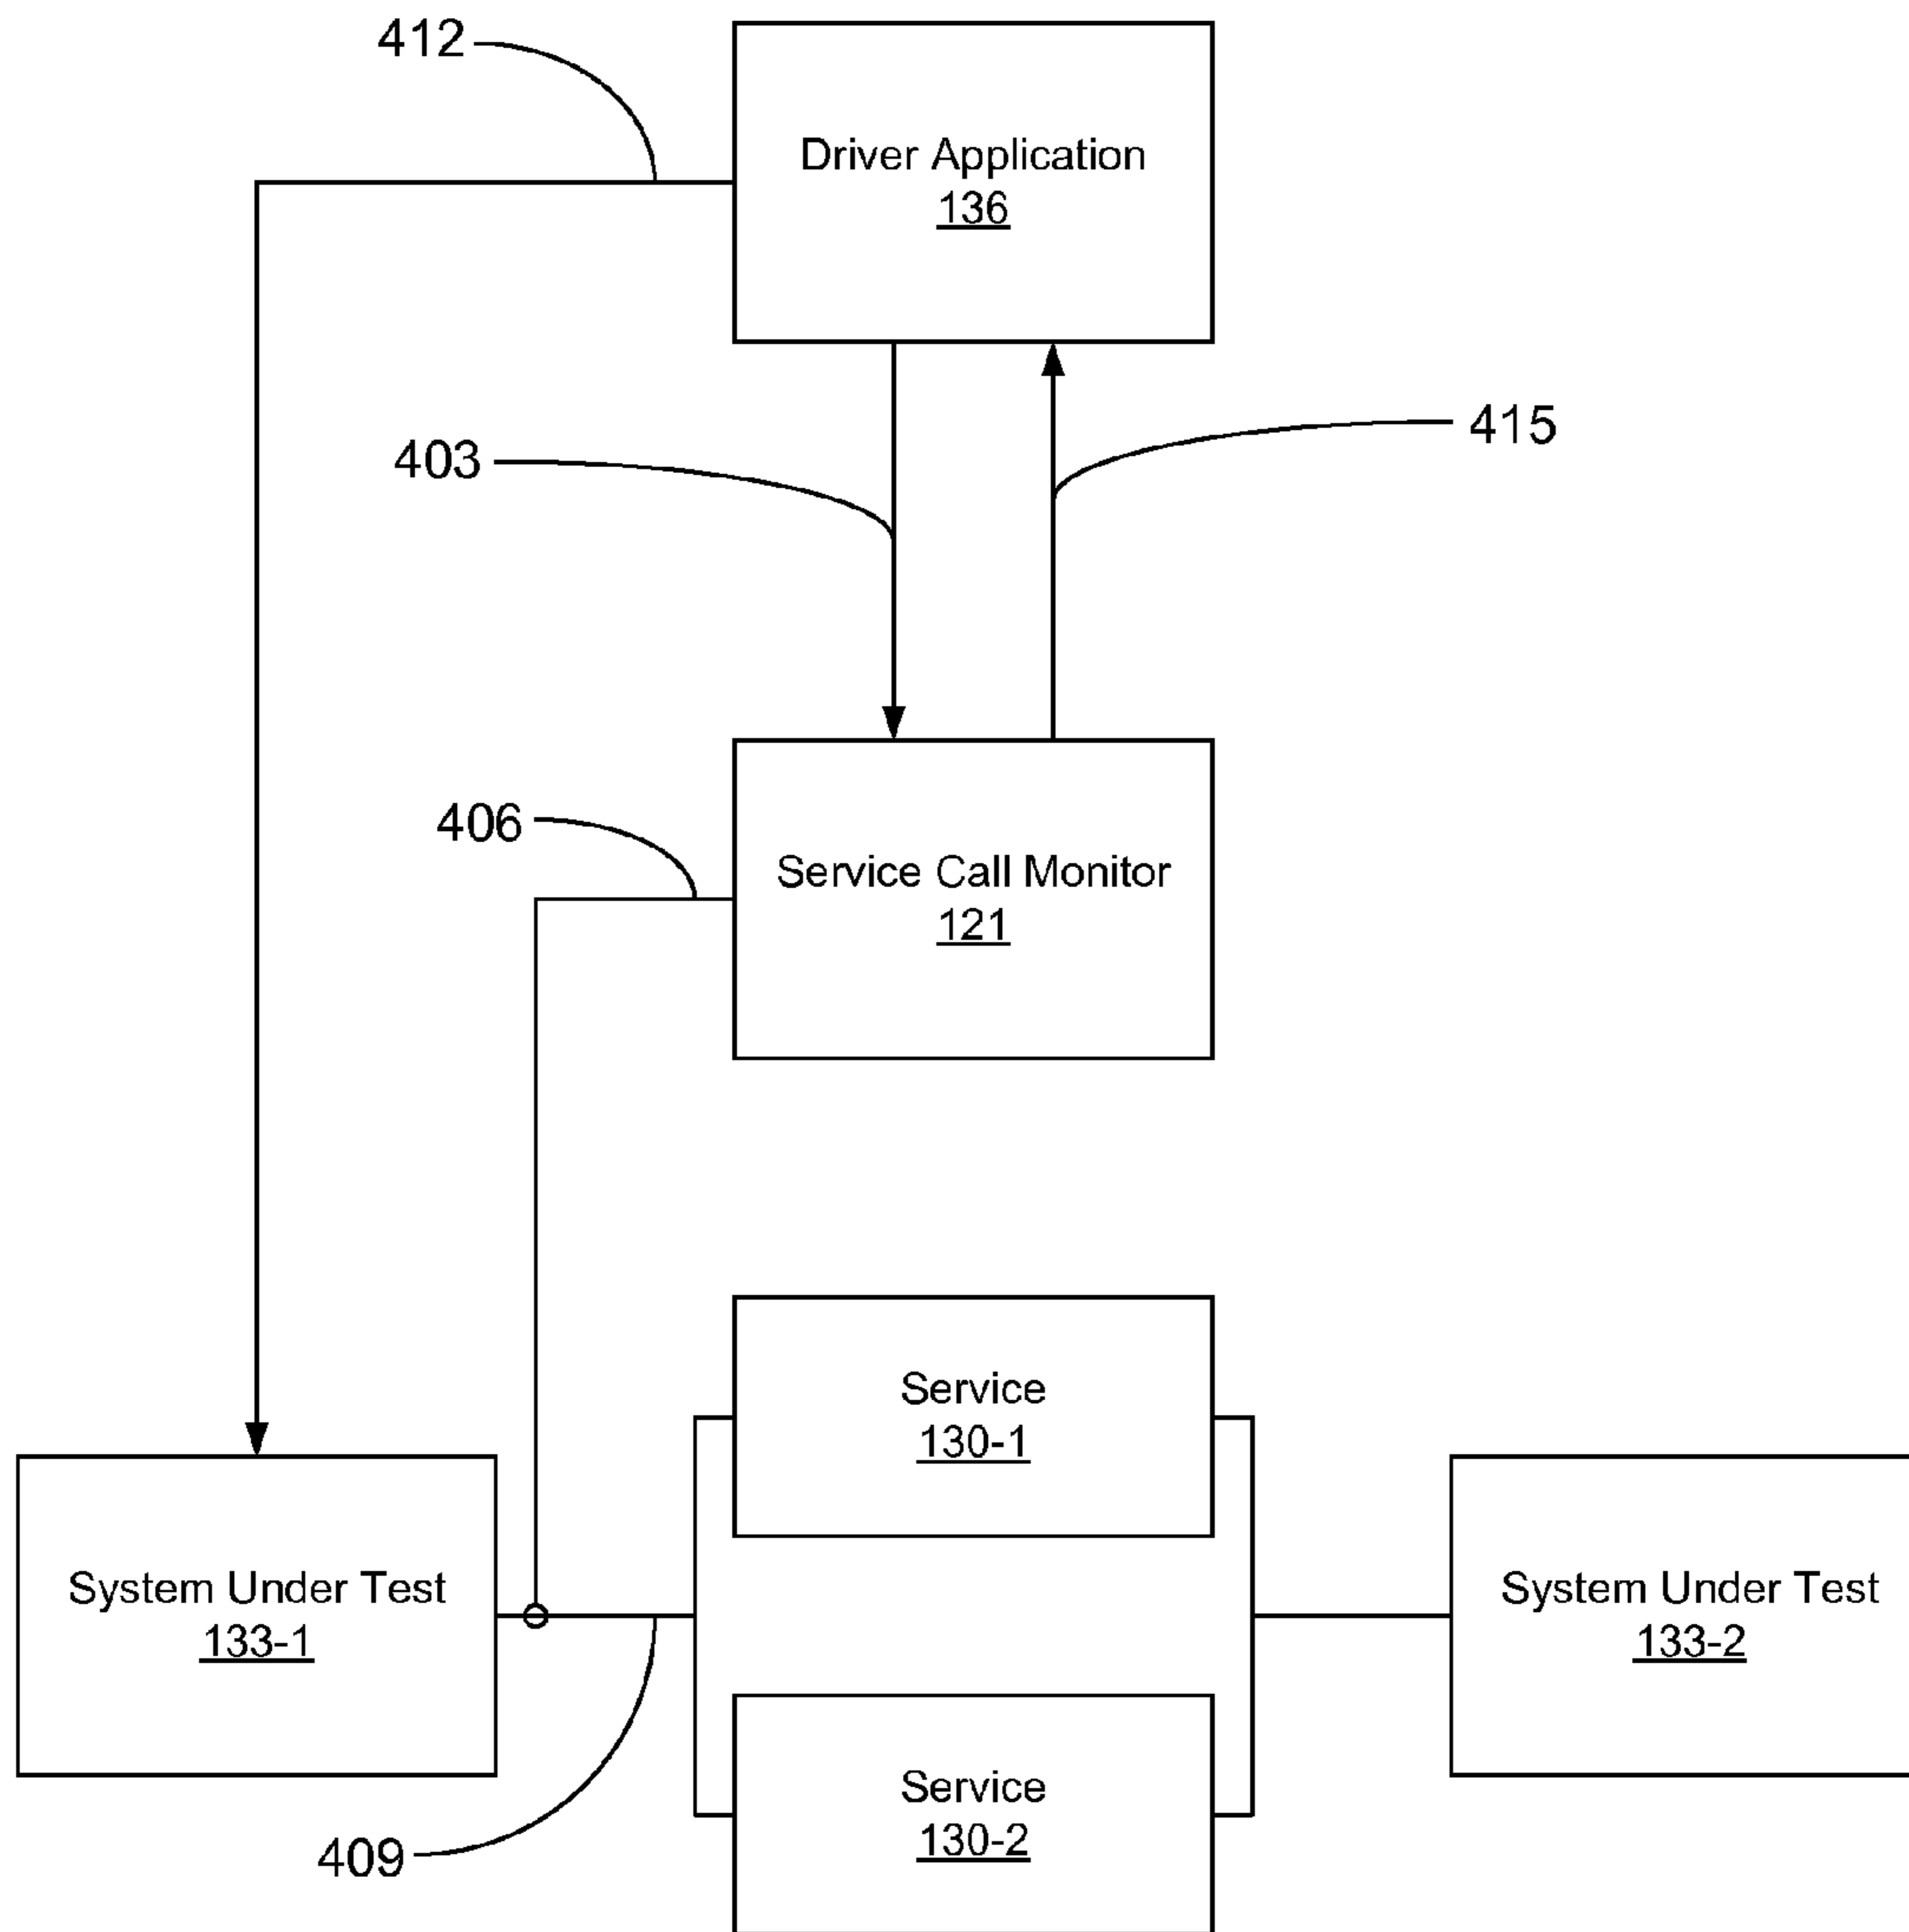 412
Driver Application
136
415
403
406
Service Call Monitor
121
Service
130-1
System Under Test
133-1
System Under Test
133-2
Service
130-2
409